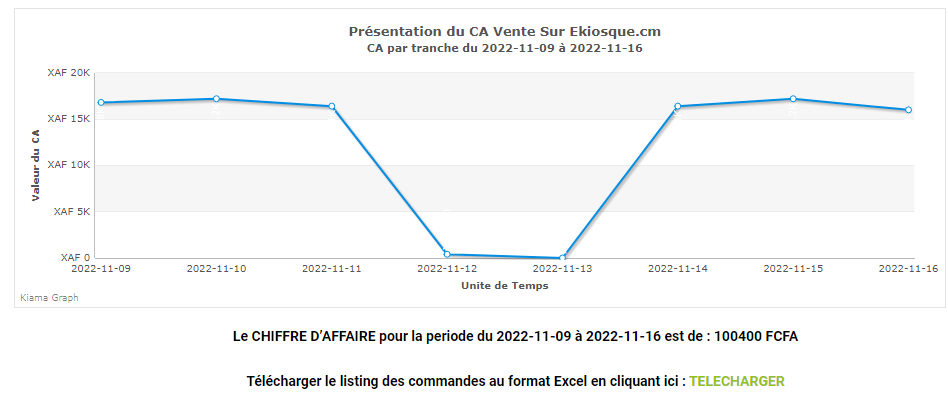 Présentation du CA Vente Sur Ekiosque.cm
CA par tranche du 2022-11-09 à 2022-11-16
XAF 20K
XAF 15K
XAF 10K
XAF 5K
XAF 0
Valeur du CA
2022-11-09 2022-11-10 2022-11-11 2022-11-12 2022-11-13 2022-11-14 2022-11-15 2022-11-16
Unite de Temps
Kiama Graph
Le CHIFFRE D’AFFAIRE pour la periode du 2022-11-09 à 2022-11-16 est de : 100400 FCFA
Télécharger le listing des commandes au format Excel en cliquant ici : TELECHARGER